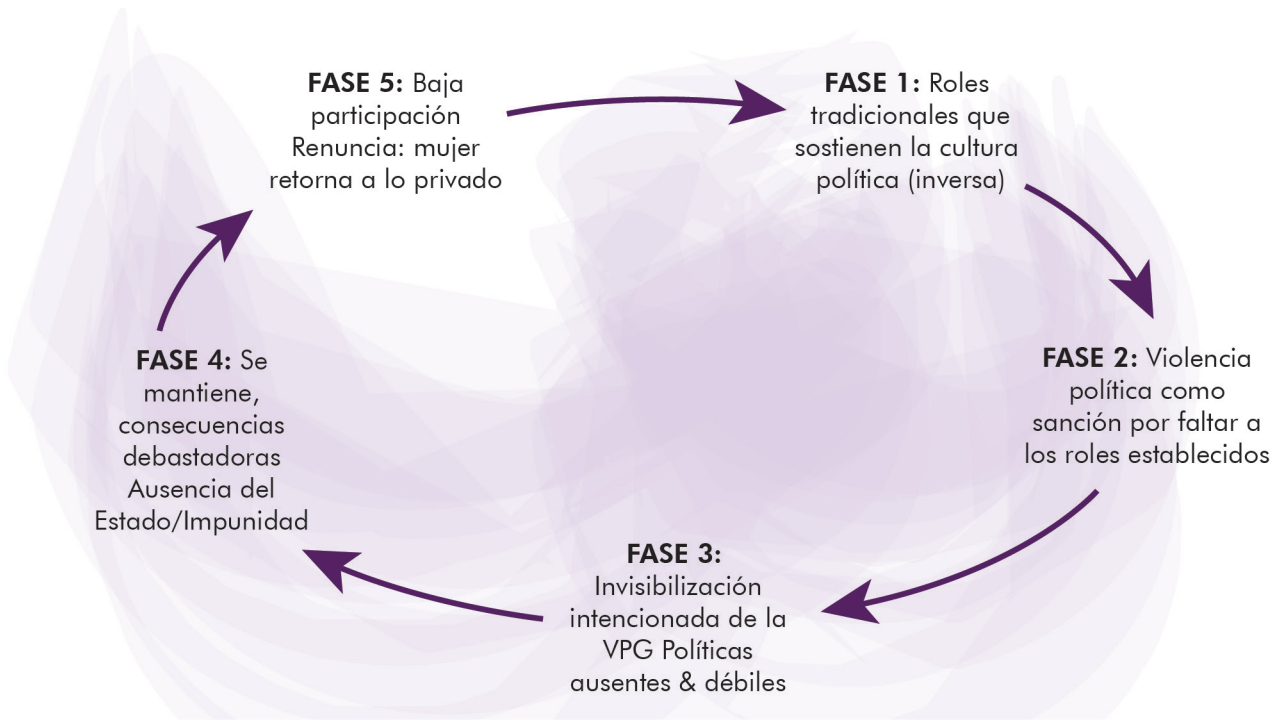 FASE 5: Baja
participación
Renuncia: mujer
retorna a lo privado
FASE 1: Roles
tradicionales que
sostienen la cultura
política (inversa)
FASE 4: Se
mantiene,
consecuencias
debastadoras
Ausencia del
Estado/Impunidad
FASE 2: Violencia
política como
sanción por faltar a
los roles establecidos
FASE 3:
Invisibilización
intencionada de la
VPG Políticas
ausentes & débiles